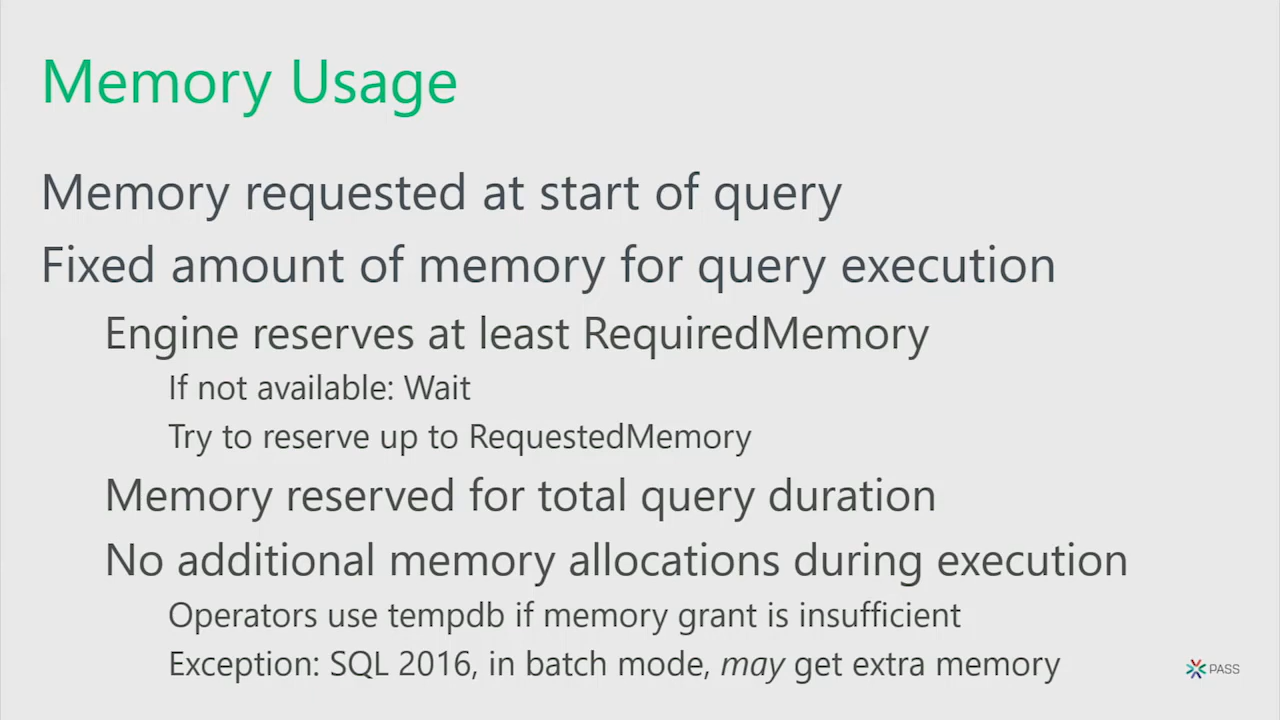 Memory Usage
Memory requested at start of query
Fixed amount of memory for query execution
Engine reserves at least RequiredMemory
If not available: Wait
Try to reserve up to RequestedMemory
Memory reserved for total query duration
No additional memory allocations during execution
Operators use tempdb if memory grant is insufficient
Exception: SQL 2016, in batch mode, may get extra memory
PASS